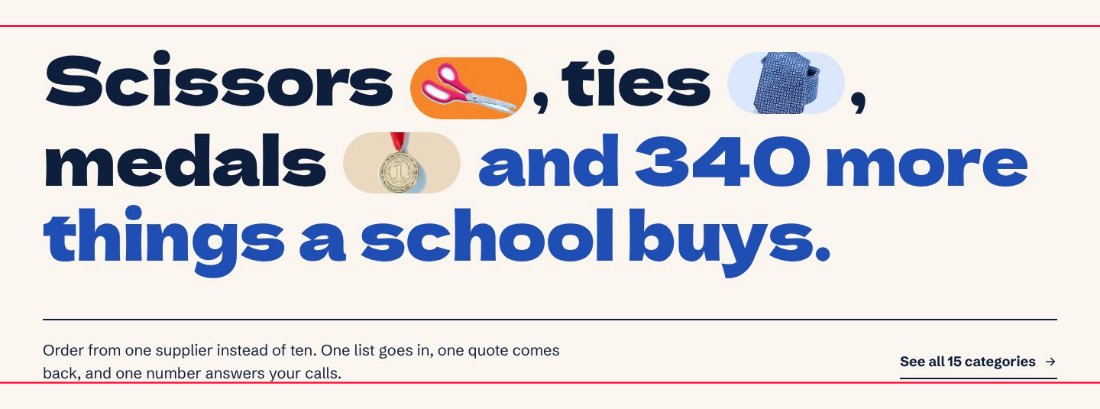 Scissors , ties ,
medals and 340 more
things a school buys.
Order from one supplier instead of ten. One list goes in, one quote comes
back, and one number answers your calls.
See all 15 categories →